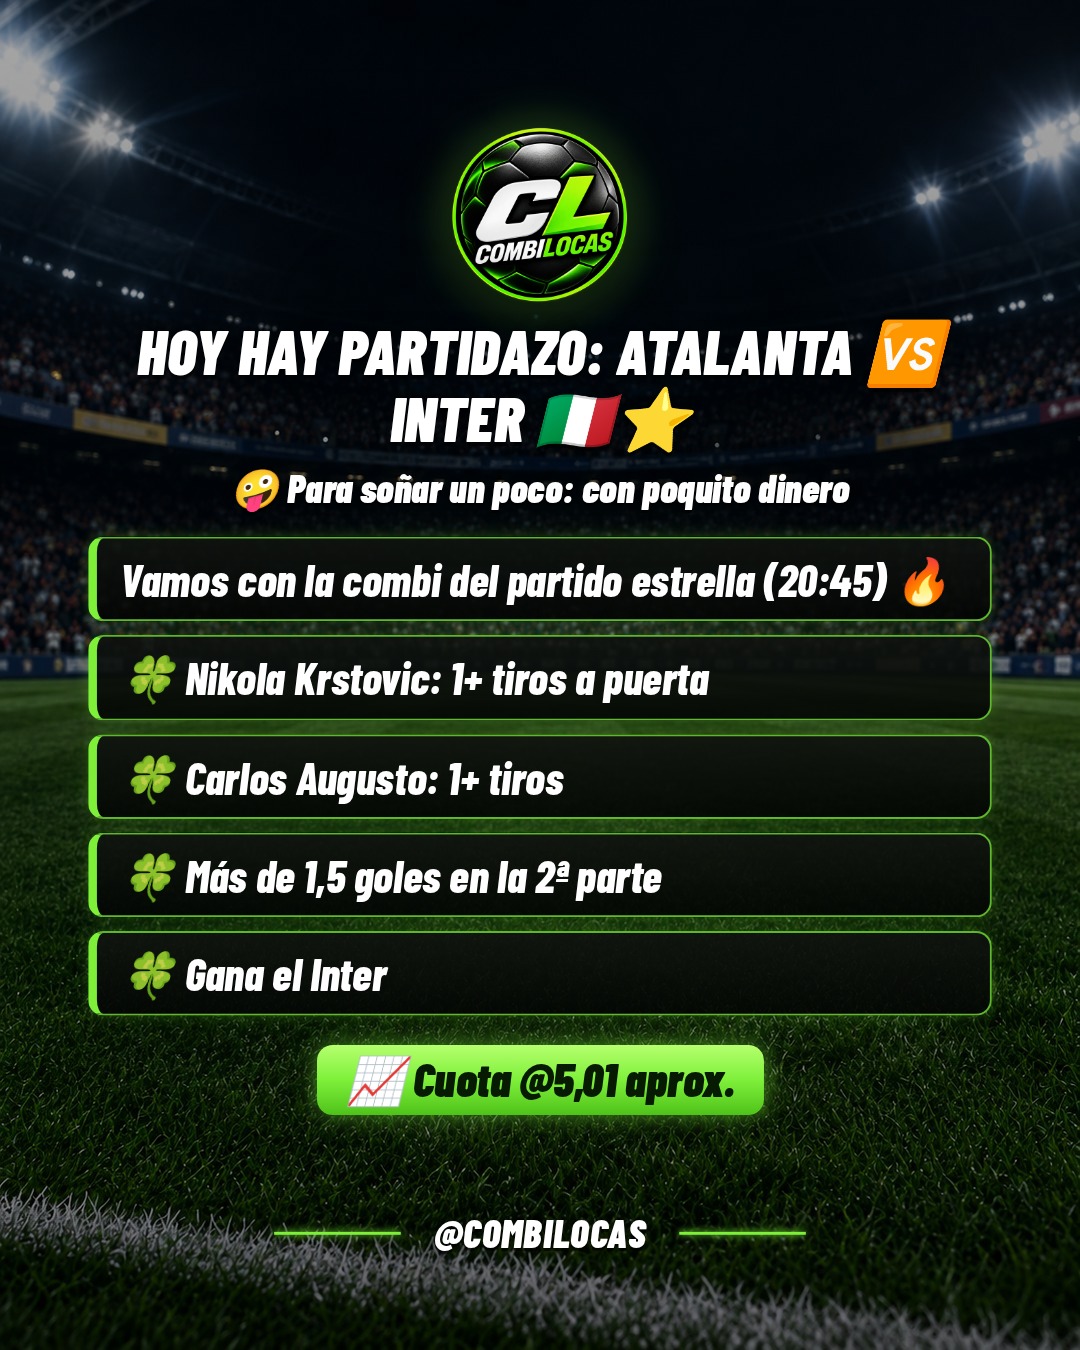 CL
COMBILOCAS
HOY HAY PARTIDAZO: ATALANTA 🆚
INTER 🇮🇹⭐
🤪 Para soñar un poco: con poquito dinero
Vamos con la combi del partido estrella (20:45) 🔥
🍀 Nikola Krstovic: 1+ tiros a puerta
🍀 Carlos Augusto: 1+ tiros
🍀 Más de 1,5 goles en la 2ª parte
🍀 Gana el Inter
📈 Cuota @5,01 aprox.
@COMBILOCAS